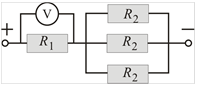 V
+ −
R₁ R₂
R₂
R₂